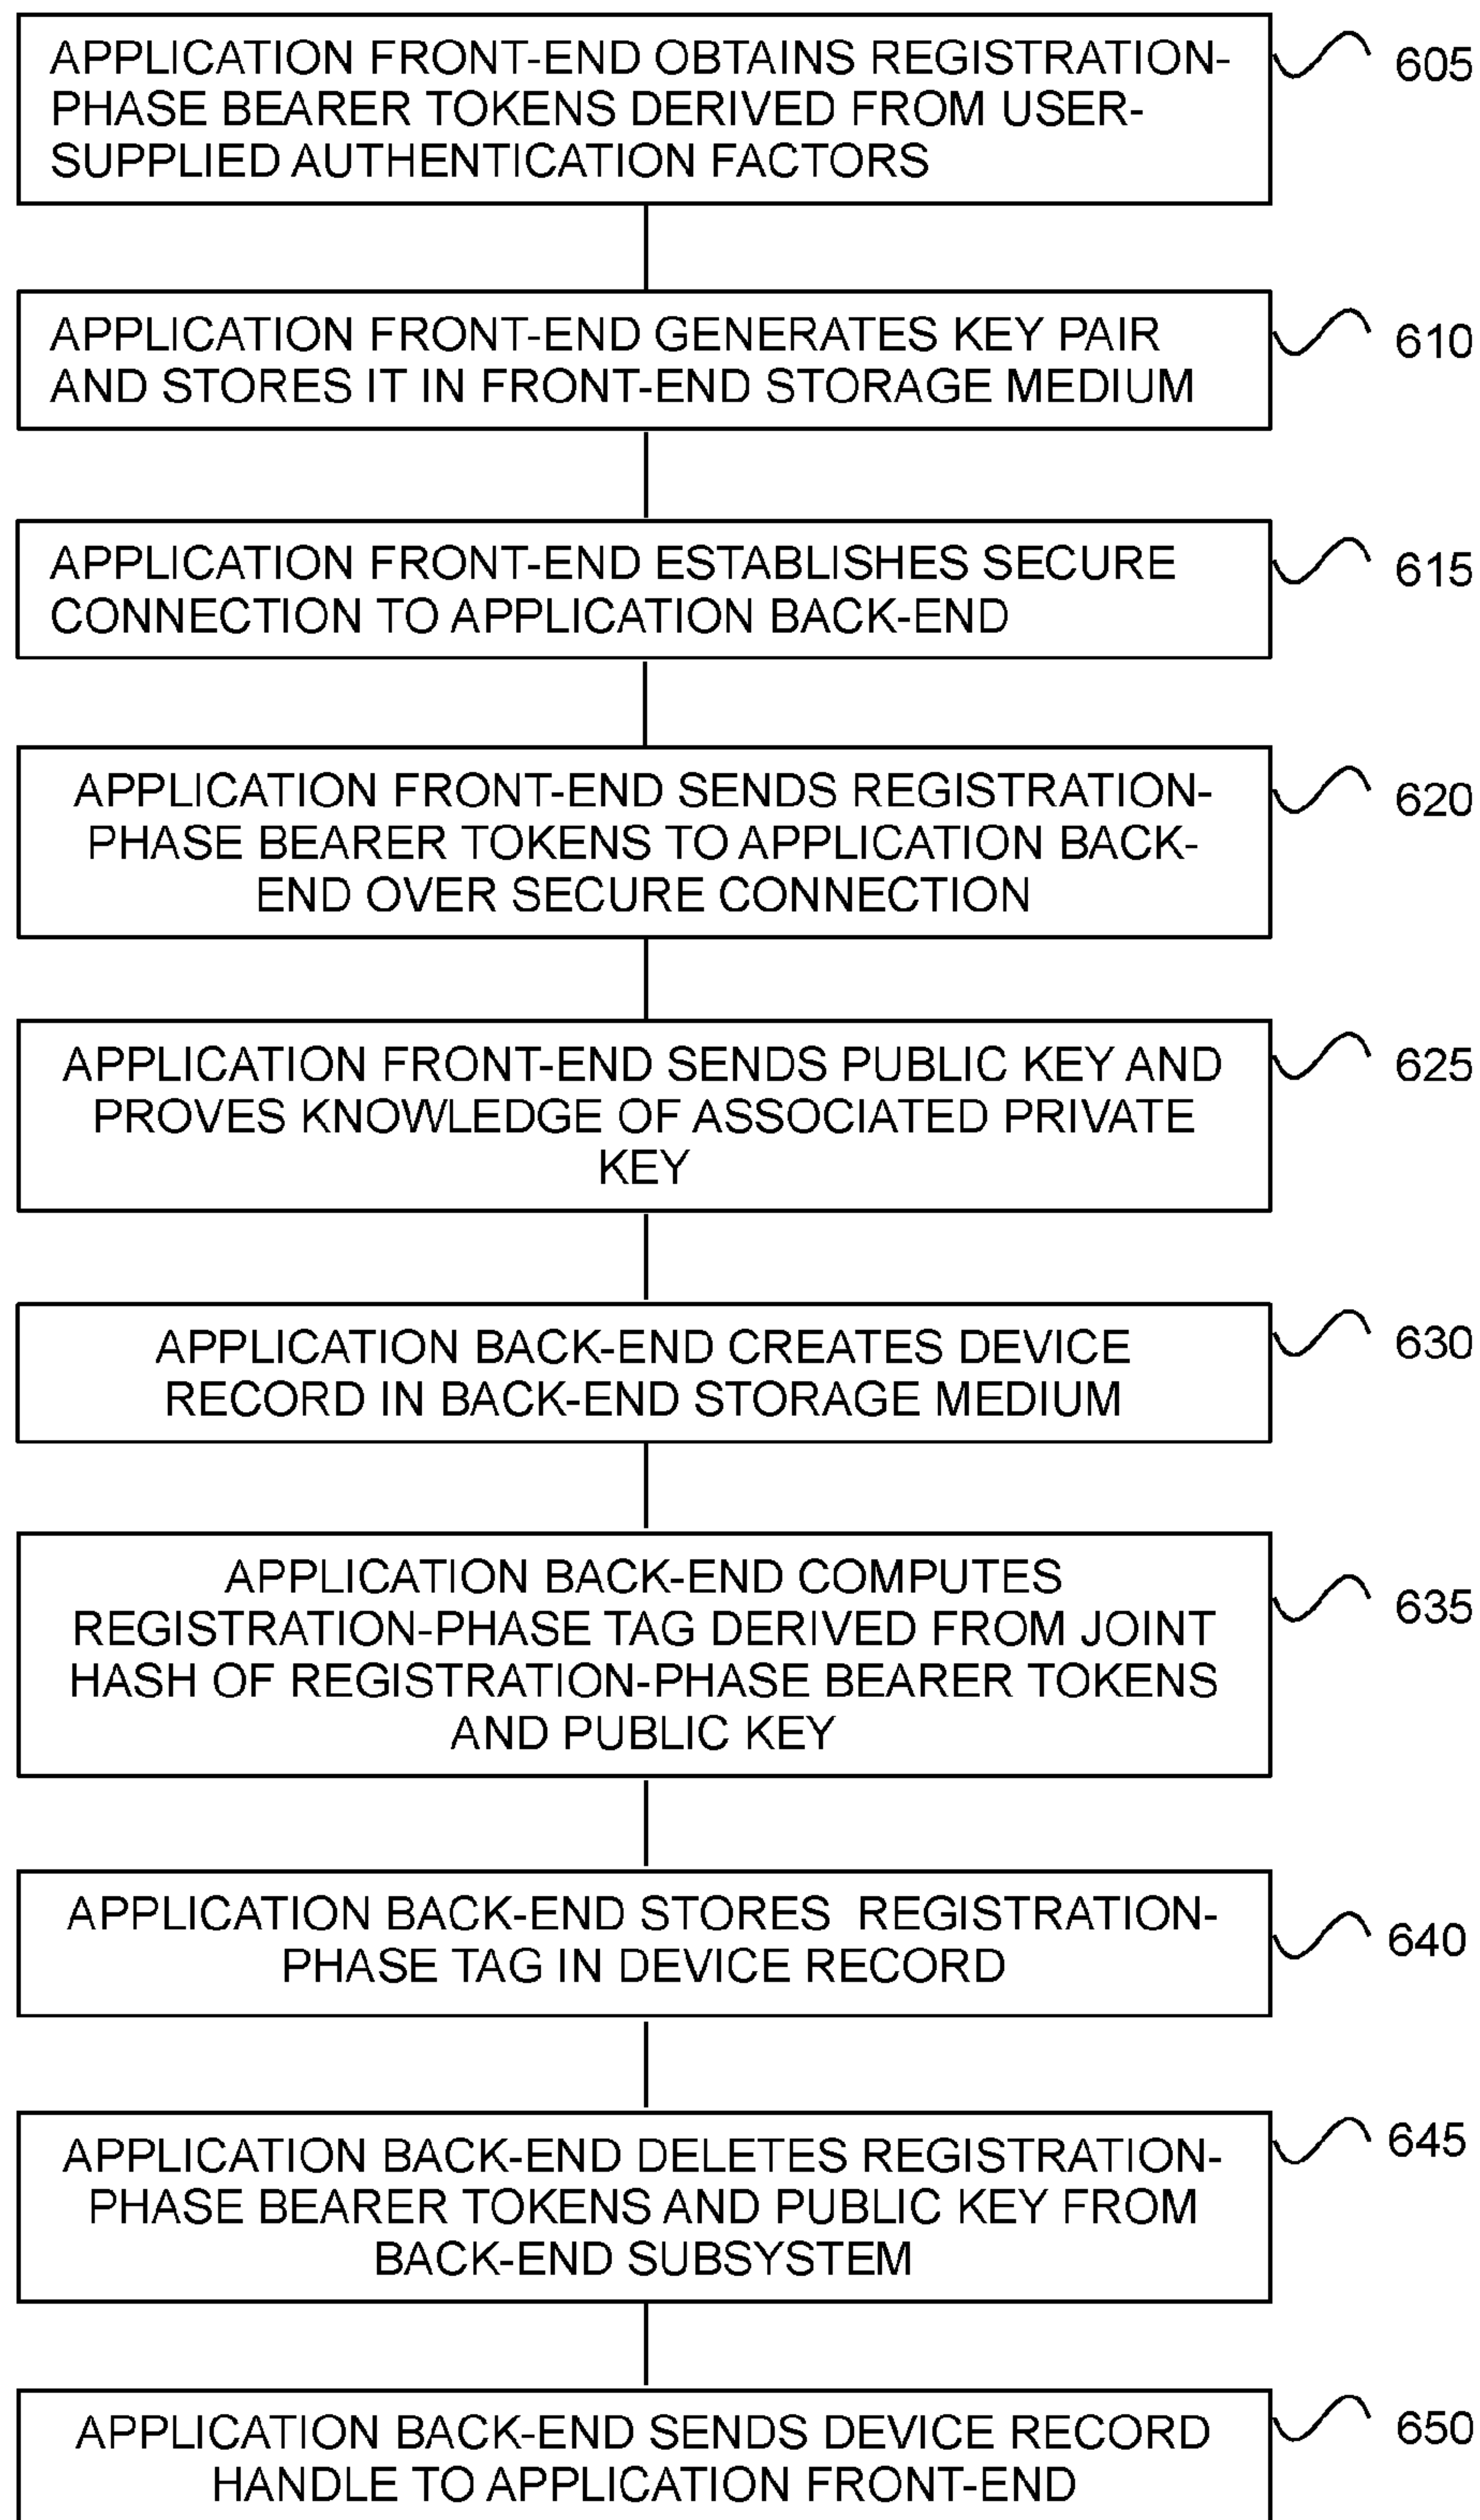 APPLICATION FRONT-END OBTAINS REGISTRATION-
PHASE BEARER TOKENS DERIVED FROM USER-
SUPPLIED AUTHENTICATION FACTORS
605
APPLICATION FRONT-END GENERATES KEY PAIR
AND STORES IT IN FRONT-END STORAGE MEDIUM
610
APPLICATION FRONT-END ESTABLISHES SECURE
CONNECTION TO APPLICATION BACK-END
615
APPLICATION FRONT-END SENDS REGISTRATION-
PHASE BEARER TOKENS TO APPLICATION BACK-
END OVER SECURE CONNECTION
620
APPLICATION FRONT-END SENDS PUBLIC KEY AND
PROVES KNOWLEDGE OF ASSOCIATED PRIVATE
KEY
625
APPLICATION BACK-END CREATES DEVICE
RECORD IN BACK-END STORAGE MEDIUM
630
APPLICATION BACK-END COMPUTES
REGISTRATION-PHASE TAG DERIVED FROM JOINT
HASH OF REGISTRATION-PHASE BEARER TOKENS
AND PUBLIC KEY
635
APPLICATION BACK-END STORES REGISTRATION-
PHASE TAG IN DEVICE RECORD
640
APPLICATION BACK-END DELETES REGISTRATION-
PHASE BEARER TOKENS AND PUBLIC KEY FROM
BACK-END SUBSYSTEM
645
APPLICATION BACK-END SENDS DEVICE RECORD
HANDLE TO APPLICATION FRONT-END
650